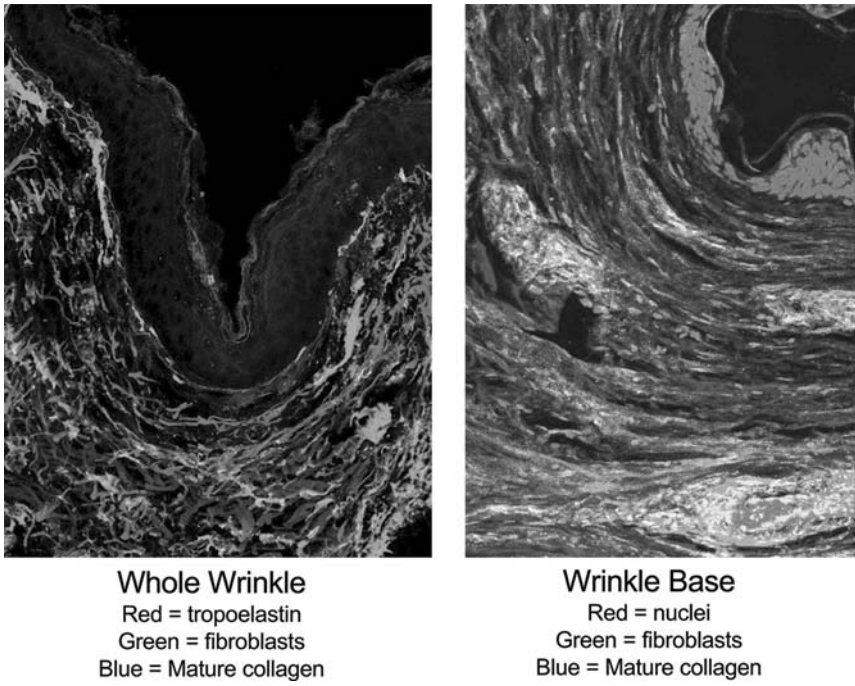 Whole Wrinkle
Red = tropoelastin
Green = fibroblasts
Blue = Mature collagen
Wrinkle Base
Red = nuclei
Green = fibroblasts
Blue = Mature collagen